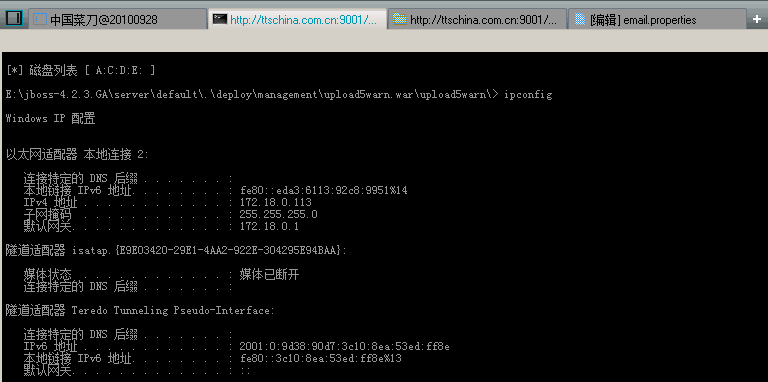 中国菜刀@20100928
http://ttschina.com.cn:9001/...
http://ttschina.com.cn:9001/...
[编辑] email.properties
[*] 磁盘列表 [ A:C:D:E: ]
E:\jboss-4.2.3.GA\server\default\.\deploy\management\upload5warn.war\upload5warn\> ipconfig
Windows IP 配置
以太网适配器 本地连接 2:
连接特定的 DNS 后缀 . . . . . . . :
本地链接 IPv6 地址. . . . . . . . : fe80::eda3:6113:92c8:9951%14
IPv4 地址 . . . . . . . . . . . . : 172.18.0.113
子网掩码 . . . . . . . . . . . . : 255.255.255.0
默认网关. . . . . . . . . . . . . : 172.18.0.1
隧道适配器 isatap.{E9E03420-29E1-4AA2-922E-304295E94BAA}:
媒体状态 . . . . . . . . . . . . : 媒体已断开
连接特定的 DNS 后缀 . . . . . . . :
隧道适配器 Teredo Tunneling Pseudo-Interface:
连接特定的 DNS 后缀 . . . . . . . :
IPv6 地址 . . . . . . . . . . . . : 2001:0:9d38:90d7:3c10:8ea:53ed:ff8e
本地链接 IPv6 地址. . . . . . . . : fe80::3c10:8ea:53ed:ff8e%13
默认网关. . . . . . . . . . . . . : ::